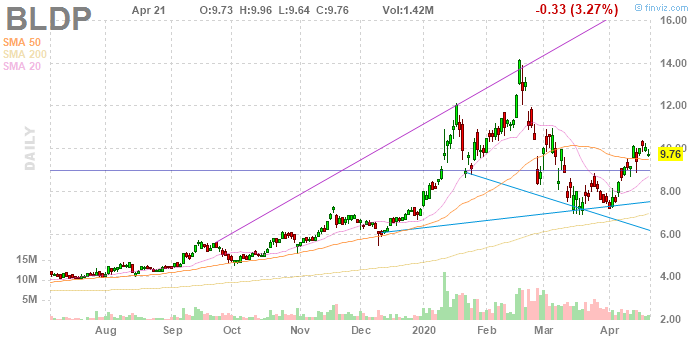 © finviz.com
BLDP Apr 21 O:9.73 H:9.96 L:9.64 C:9.76 Vol:1.42M -0.33 (3.27%)
SMA 50
SMA 200
SMA 20
DAILY
16.00
14.00
12.00
10.00
9.76
8.00
6.00
4.00
2.00
15M
10M
5M
Aug Sep Oct Nov Dec 2020 Feb Mar Apr